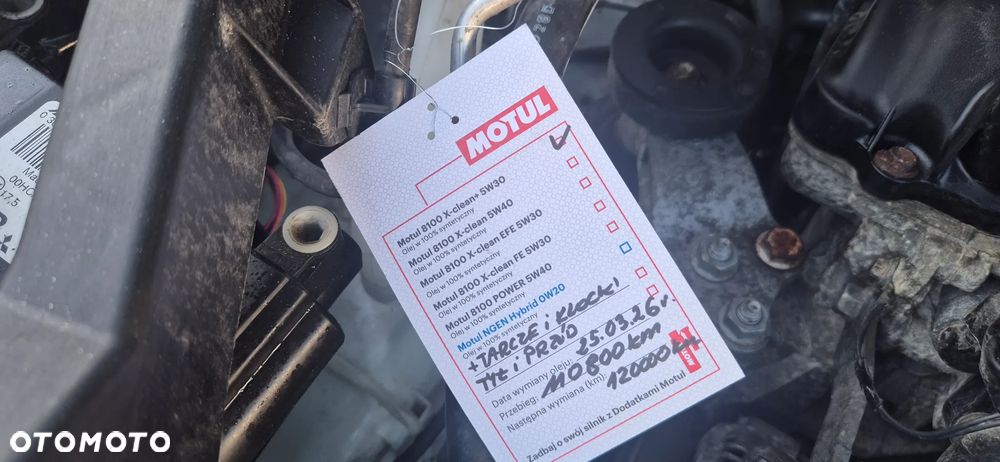 MOTUL
Motul 8100 X-clean+ 5W30
Olej w 100% syntetyczny
Motul 8100 X-clean 5W40
Olej w 100% syntetyczny
Motul 8100 X-clean EFE 5W30
Olej w 100% syntetyczny
Motul 8100 X-clean FE 5W30
Olej w 100% syntetyczny
Motul 8100 POWER 5W40
Olej w 100% syntetyczny
Motul NGEN Hybrid 0W20
Olej w 100% syntetyczny
+ TARCZE i KLOCKI
TYŁ i PRZÓD
Data wymiany oleju: 25.03.26r.
Przebieg: 110800 km
Następna wymiana (km): 120000 km
Zadbaj o swój silnik z Dodatkami Motul
17,5
OTOMOTO